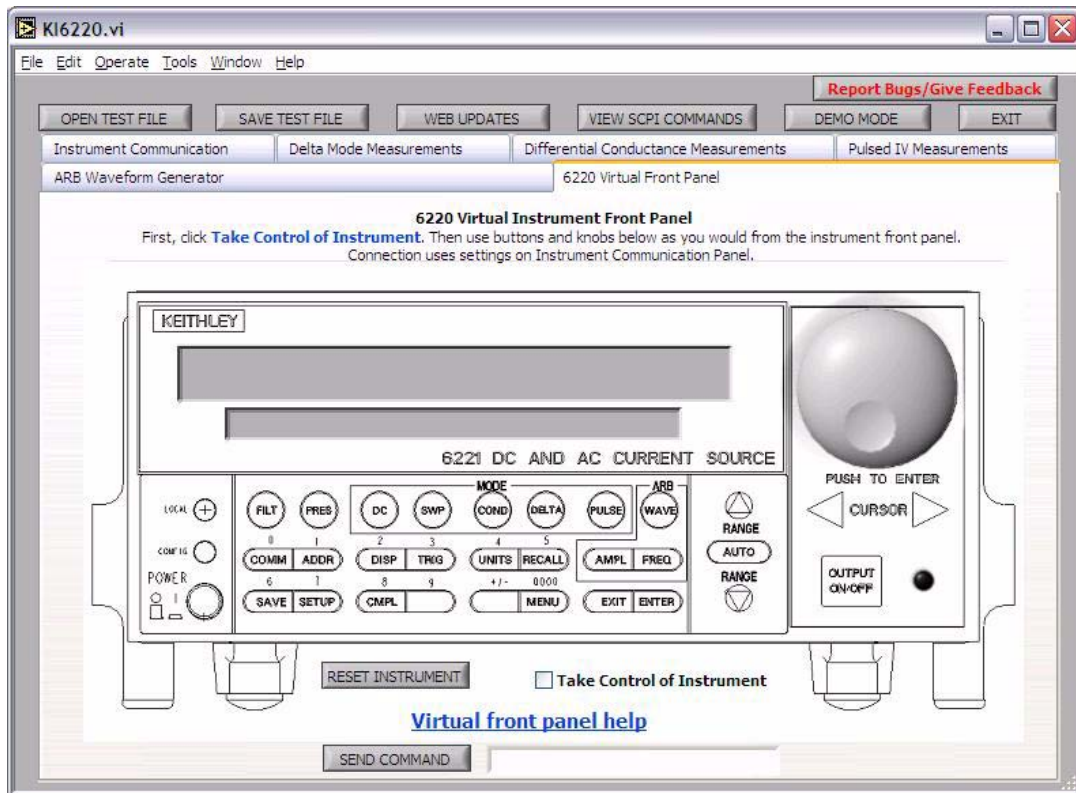 KI6220.vi
File Edit Operate Tools Window Help
Report Bugs/Give Feedback
OPEN TEST FILE SAVE TEST FILE WEB UPDATES VIEW SCPI COMMANDS DEMO MODE EXIT
Instrument Communication Delta Mode Measurements Differential Conductance Measurements Pulsed IV Measurements
ARB Waveform Generator 6220 Virtual Front Panel
6220 Virtual Instrument Front Panel
First, click Take Control of Instrument. Then use buttons and knobs below as you would from the instrument front panel.
Connection uses settings on Instrument Communication Panel.
KEITHLEY
6221 DC AND AC CURRENT SOURCE
PUSH TO ENTER
CURSOR
OUTPUT
ON/OFF
MODE ARB
LOCAL FILT PRES DC SWP COND DELTA PULSE WAVE
RANGE
0 1 2 3 4 5
CONFIG COMM ADDR DISP TRIG UNITS RECALL AMPL FREQ AUTO
POWER
RANGE
6 7 8 9 +/- 0000
SAVE SETUP CMPL MENU EXIT ENTER
RESET INSTRUMENT Take Control of Instrument
Virtual front panel help
SEND COMMAND